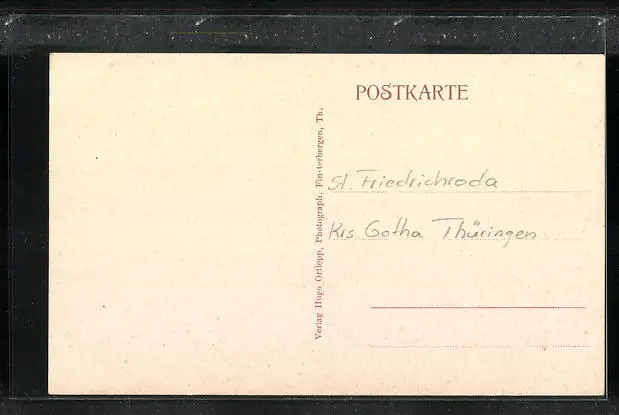 POSTKARTE
Verlag Hugo Ortlepp, Photograph, Finsterbergen, Th.
St. Friedrichroda
Krs. Gotha Thüringen